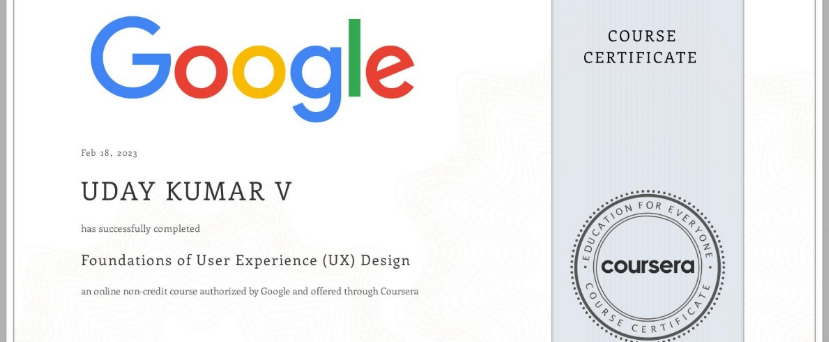 Google
COURSE
CERTIFICATE
Feb 18, 2023
UDAY KUMAR V
has successfully completed
Foundations of User Experience (UX) Design
an online non-credit course authorized by Google and offered through Coursera
EDUCATION FOR EVERYONE
coursera
COURSE CERTIFICATE